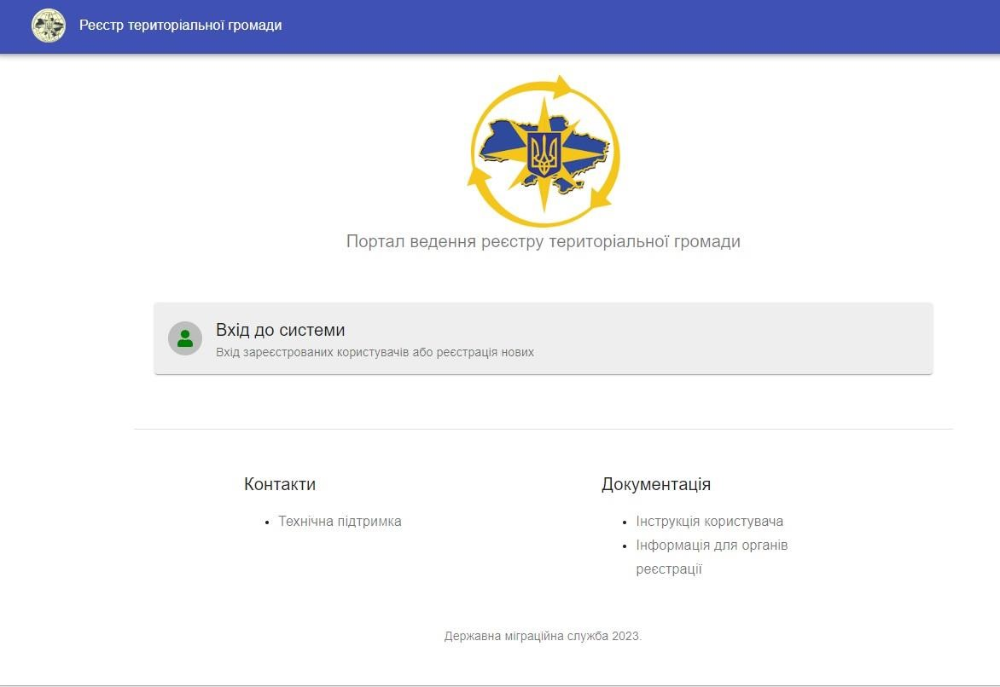 Реєстр територіальної громади
Портал ведення реєстру територіальної громади
Вхід до системи
Вхід зареєстрованих користувачів або реєстрація нових
Контакти
Технічна підтримка
Документація
Інструкція користувача
Інформація для органів
реєстрації
Державна міграційна служба 2023.